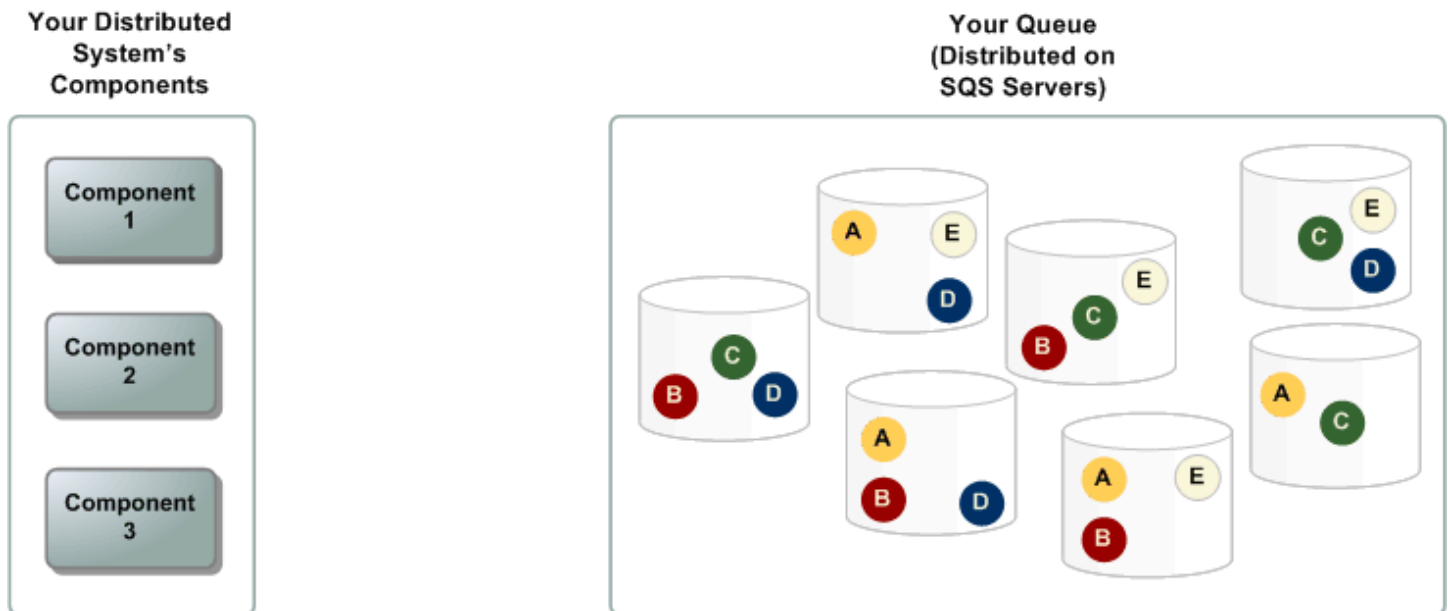 Your Distributed
System's
Components
Component
1
Component
2
Component
3
Your Queue
(Distributed on
SQS Servers)
B
C
D
A
E
D
B
C
E
C
E
D
A
B
D
A
B
E
A
C